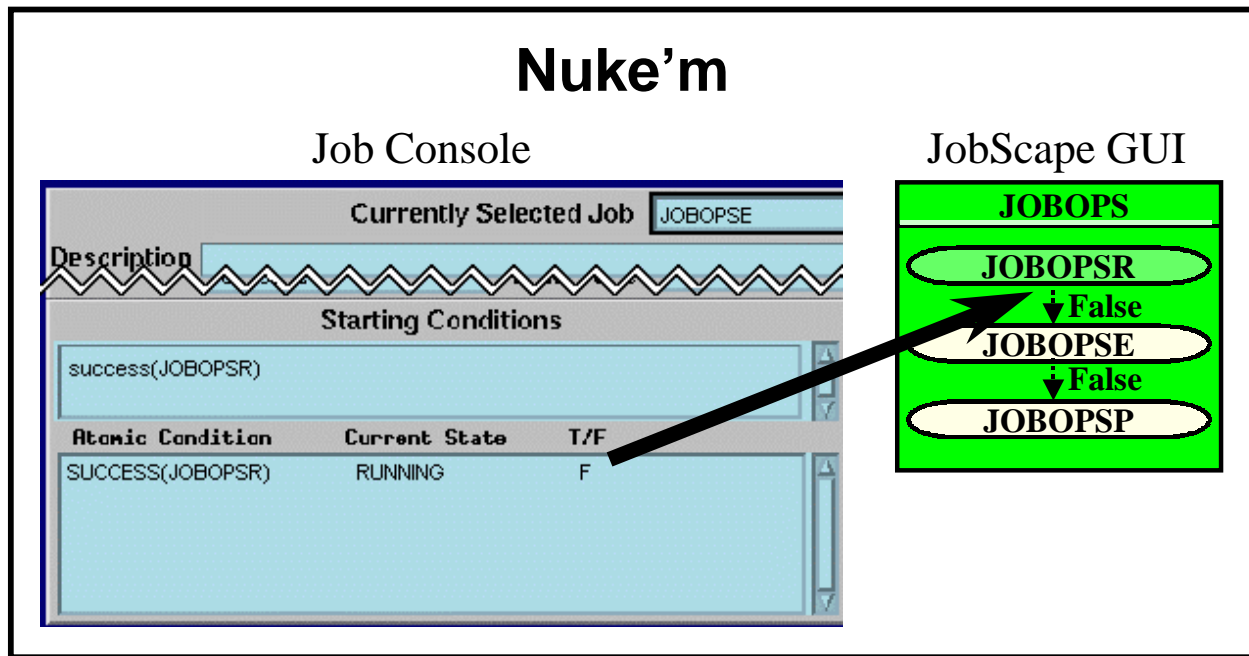 Nuke’m
Job Console
JobScape GUI
Currently Selected Job JOBOPSE
Description
Starting Conditions
success(JOBOPSR)
Atomic Condition Current State T/F
SUCCESS(JOBOPSR) RUNNING F
JOBOPS
JOBOPSR
False
JOBOPSE
False
JOBOPSP